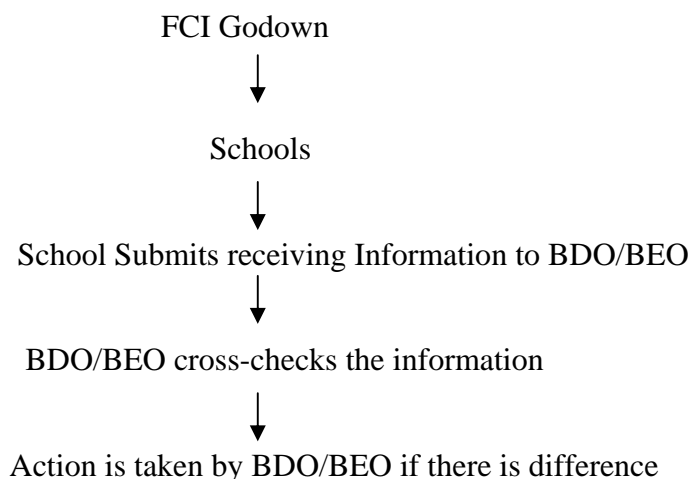 FCI Godown
Schools
School Submits receiving Information to BDO/BEO
BDO/BEO cross-checks the information
Action is taken by BDO/BEO if there is difference